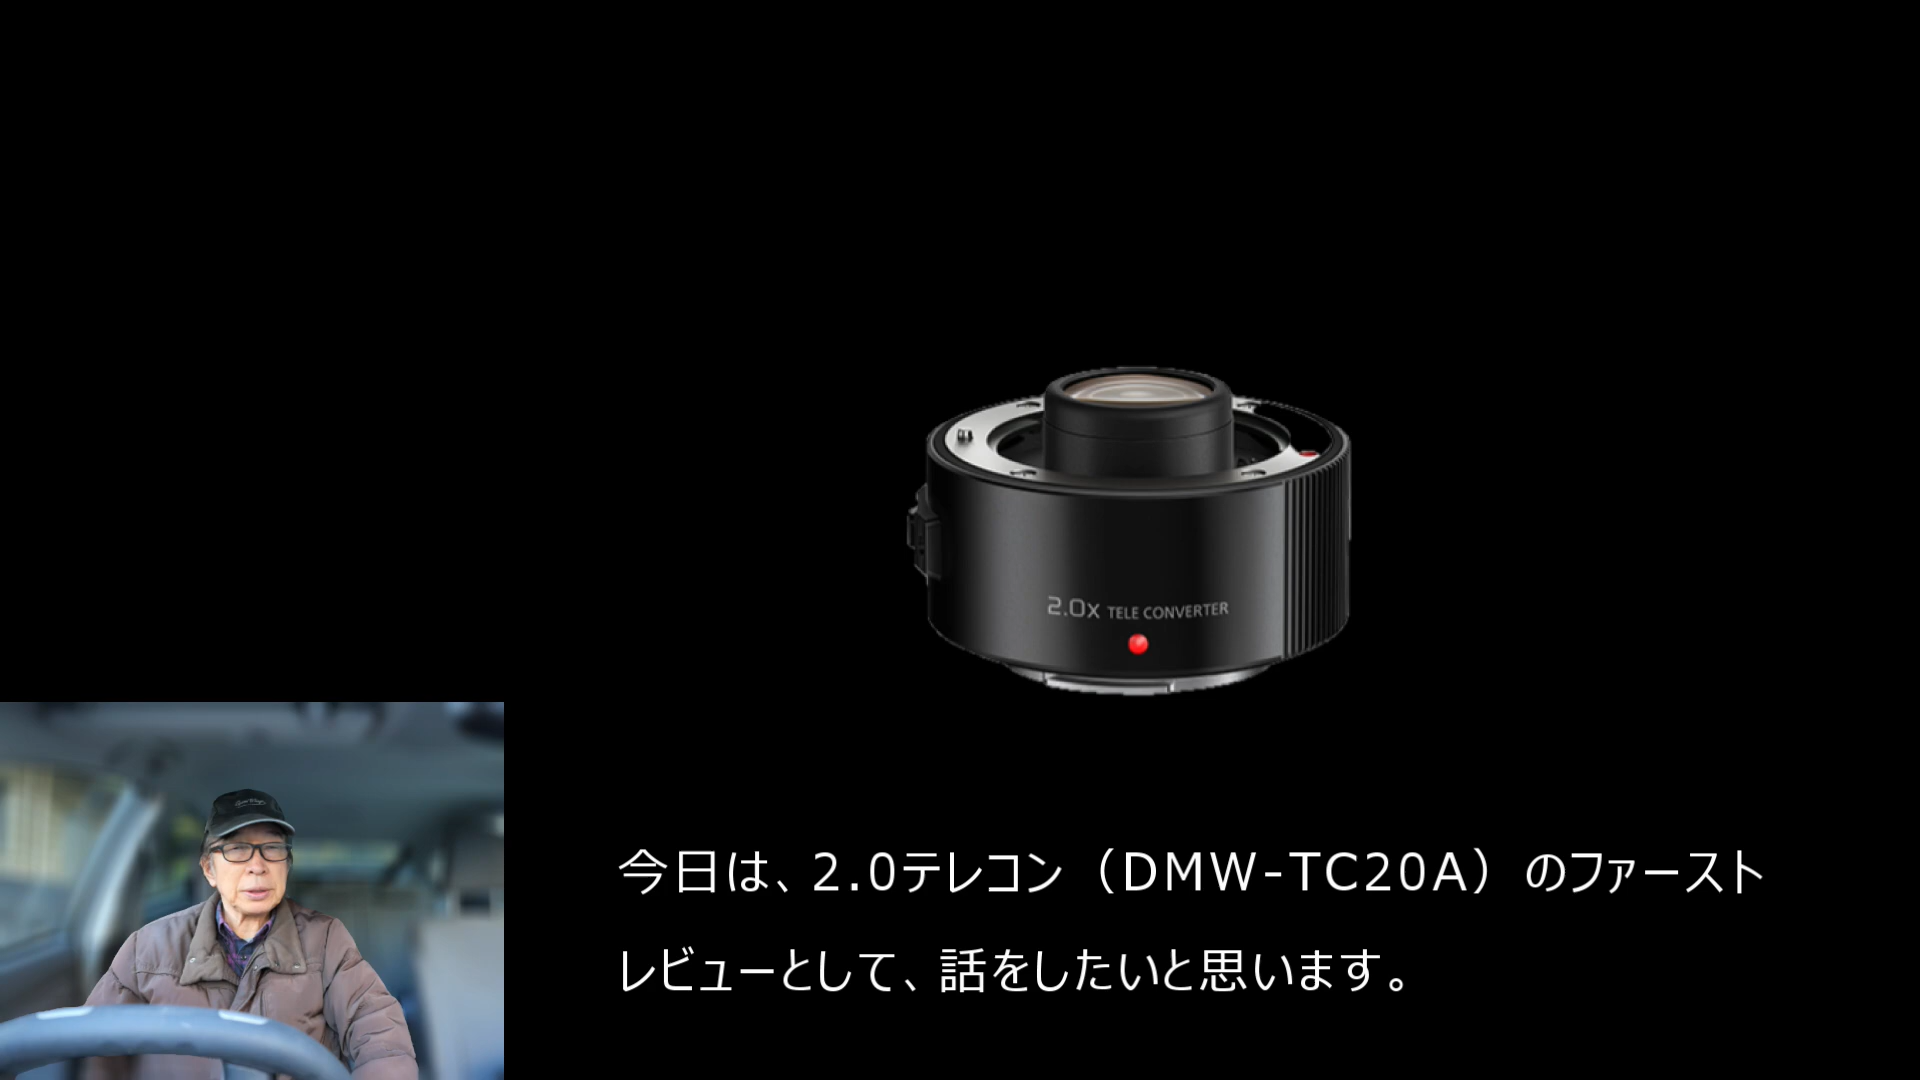 2.0x TELE CONVERTER
今日は、2.0テレコン（DMW-TC20A）のファースト
レビューとして、話をしたいと思います。